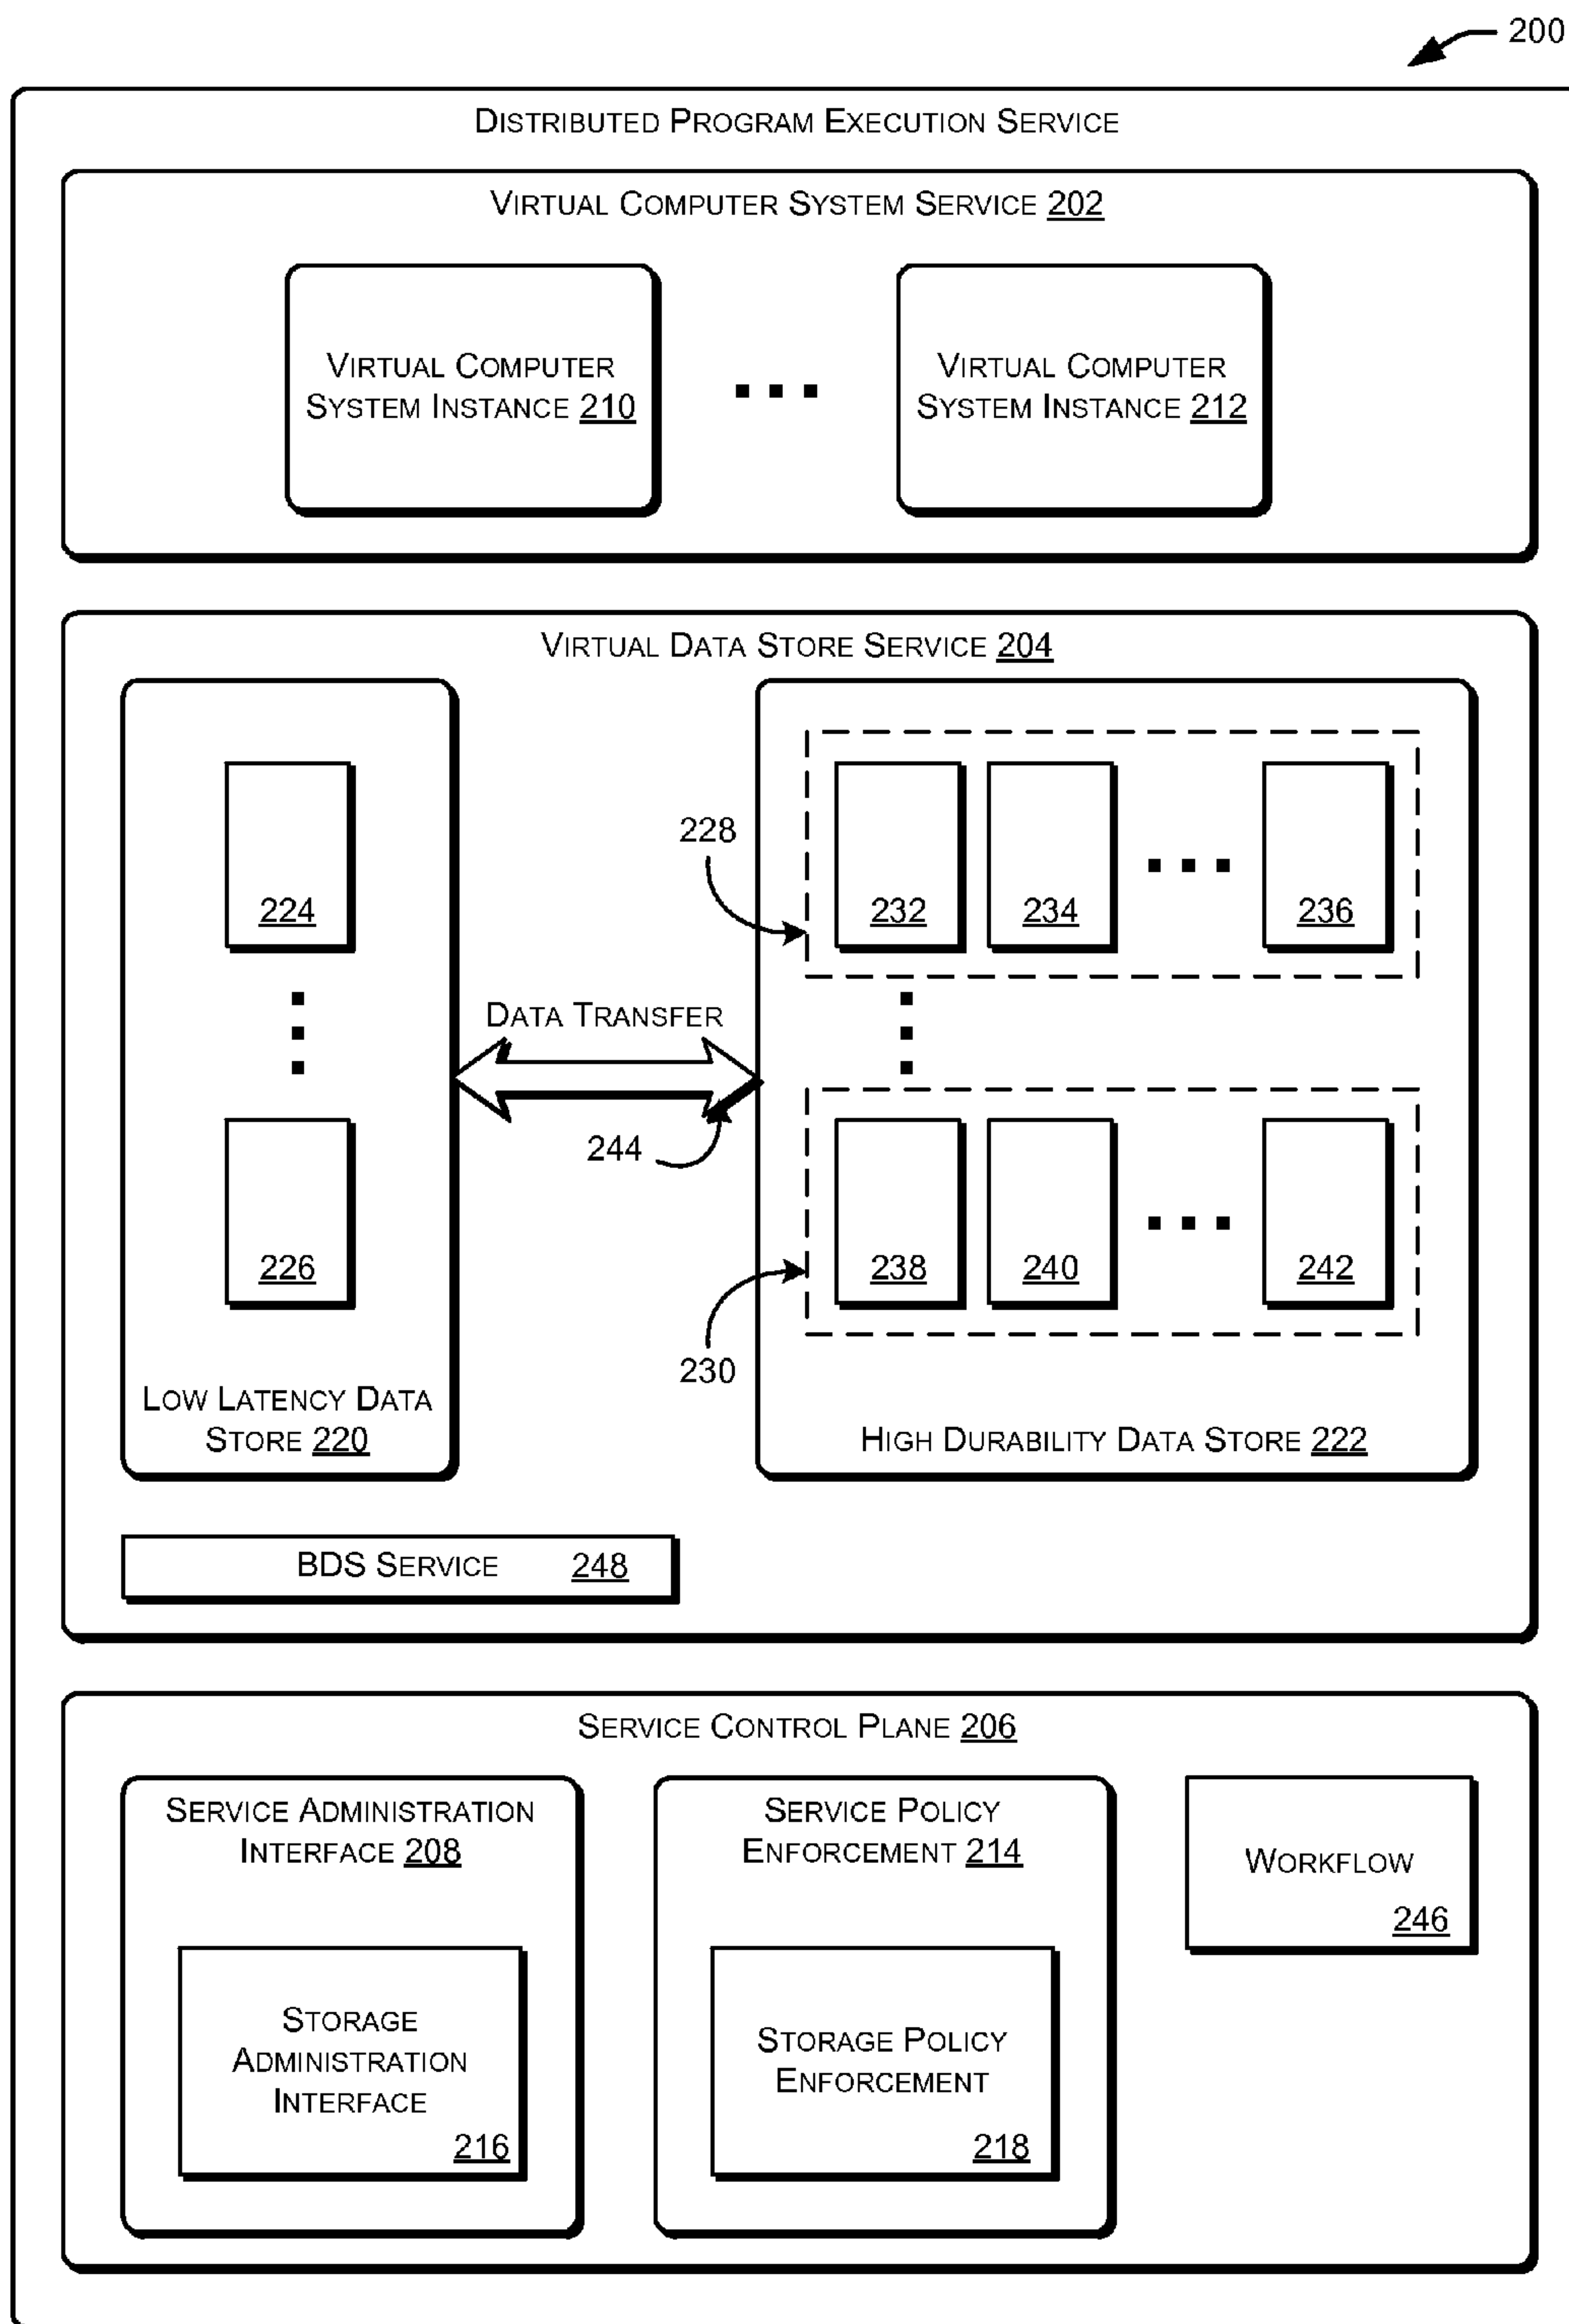 200
DISTRIBUTED PROGRAM EXECUTION SERVICE
VIRTUAL COMPUTER SYSTEM SERVICE 202
VIRTUAL COMPUTER
SYSTEM INSTANCE 210
VIRTUAL COMPUTER
SYSTEM INSTANCE 212
VIRTUAL DATA STORE SERVICE 204
224
226
LOW LATENCY DATA
STORE 220
DATA TRANSFER
244
228
232 234 236
230
238 240 242
HIGH DURABILITY DATA STORE 222
BDS SERVICE 248
SERVICE CONTROL PLANE 206
SERVICE ADMINISTRATION
INTERFACE 208
STORAGE
ADMINISTRATION
INTERFACE
216
SERVICE POLICY
ENFORCEMENT 214
STORAGE POLICY
ENFORCEMENT
218
WORKFLOW
246